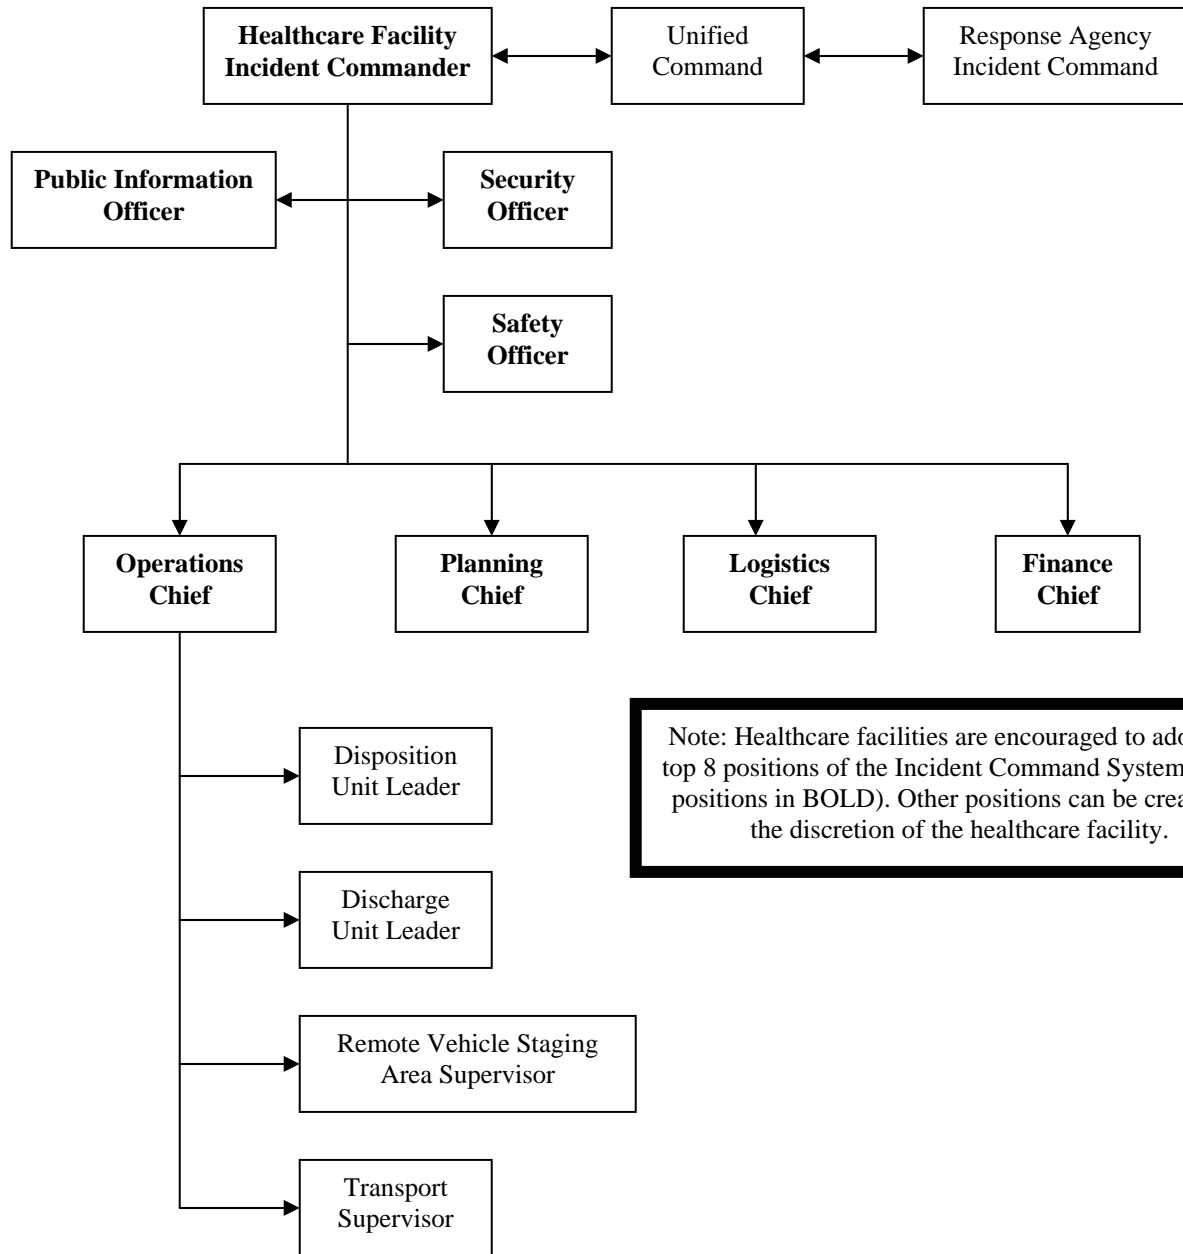 Healthcare Facility
Incident Commander
Unified
Command
Response Agency
Incident Command
Public Information
Officer
Security
Officer
Safety
Officer
Operations
Chief
Planning
Chief
Logistics
Chief
Finance
Chief
Disposition
Unit Leader
Note: Healthcare facilities are encouraged to
top 8 positions of the Incident Command System
positions in BOLD). Other positions can be
the discretion of the healthcare facility.
Discharge
Unit Leader
Remote Vehicle Staging
Area Supervisor
Transport
Supervisor